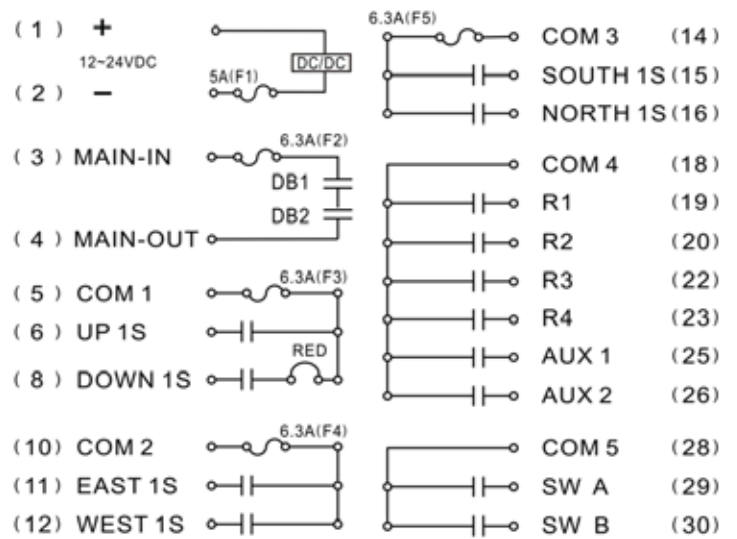 ( 1 ) +
12~24VDC
DC/DC
( 2 ) − 5A(F1)
( 3 ) MAIN-IN 6.3A(F2)
DB1
DB2
( 4 ) MAIN-OUT
( 5 ) COM 1 6.3A(F3)
( 6 ) UP 1S
RED
( 8 ) DOWN 1S
(10) COM 2 6.3A(F4)
(11) EAST 1S
(12) WEST 1S
6.3A(F5)
COM 3 (14)
SOUTH 1S(15)
NORTH 1S(16)
COM 4 (18)
R1 (19)
R2 (20)
R3 (22)
R4 (23)
AUX 1 (25)
AUX 2 (26)
COM 5 (28)
SW A (29)
SW B (30)